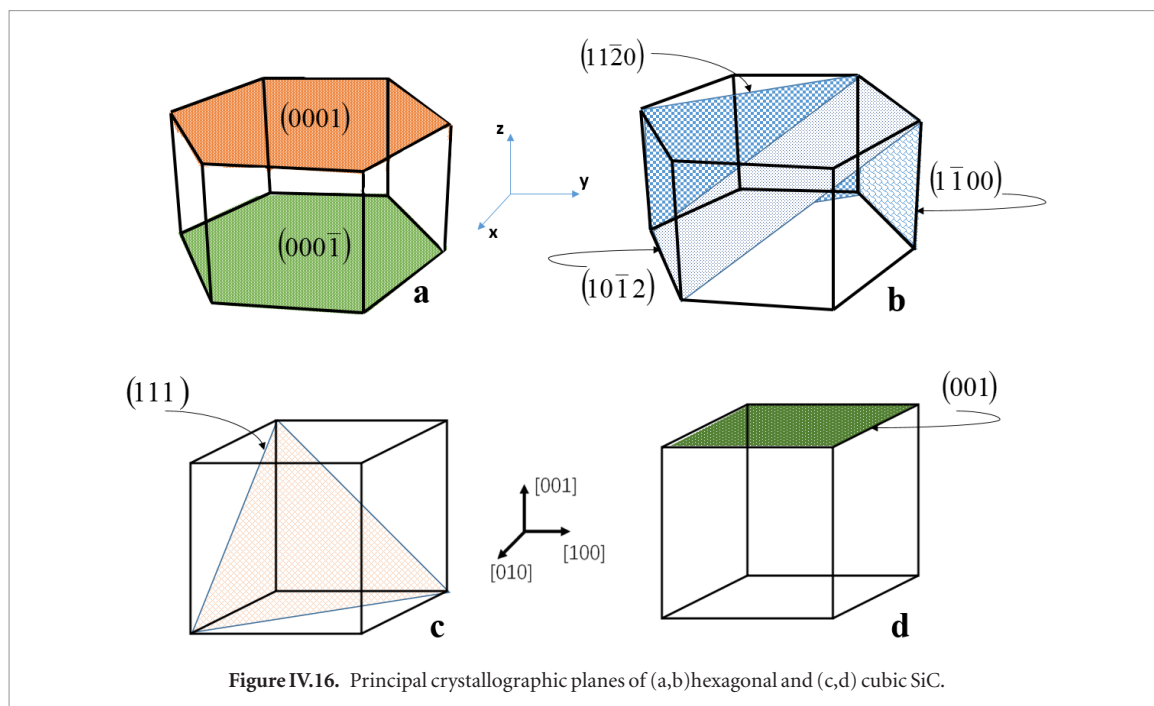 (112̅0)
(0001)
z
y
x
(11̅00)
(0001̅)
(101̅2)
a
b
(111)
(001)
[001]
[100]
[010]
c
d
Figure IV.16. Principal crystallographic planes of (a,b)hexagonal and (c,d) cubic SiC.